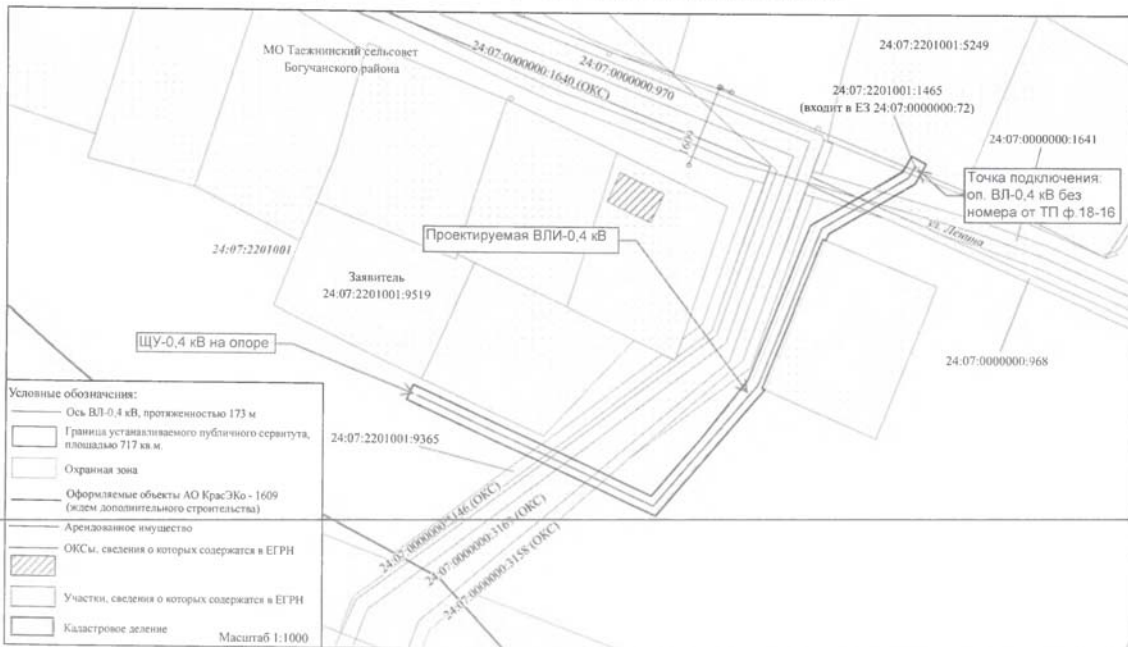 МО Таежнинский сельсовет
Богучанского района
24:07:0000000:1640 (ОКС)
24:07:0000000:970
24:07:2201001:5249
24:07:2201001:1465
(входит в ЕЗ 24:07:0000000:72)
24:07:0000000:1641
1609
Точка подключения:
оп. ВЛ-0,4 кВ без
номера от ТП ф.18-16
ул. Ленина
Проектируемая ВЛИ-0,4 кВ
24:07:2201001
Заявитель
24:07:2201001:9519
ЩУ-0,4 кВ на опоре
24:07:0000000:968
24:07:2201001:9365
24:07:0000000:3158 (ОКС)
Условные обозначения:
Ось ВЛ-0,4 кВ, протяженностью 173 м
Граница устанавливаемого публичного сервитута,
площадью 717 кв.м.
Охранная зона
Оформляемые объекты АО КрасЭКо - 1609
(ждем дополнительного строительства)
Арендованное имущество
ОКСы, сведения о которых содержатся в ЕГРН
Участки, сведения о которых содержатся в ЕГРН
Кадастровое деление
Масштаб 1:1000